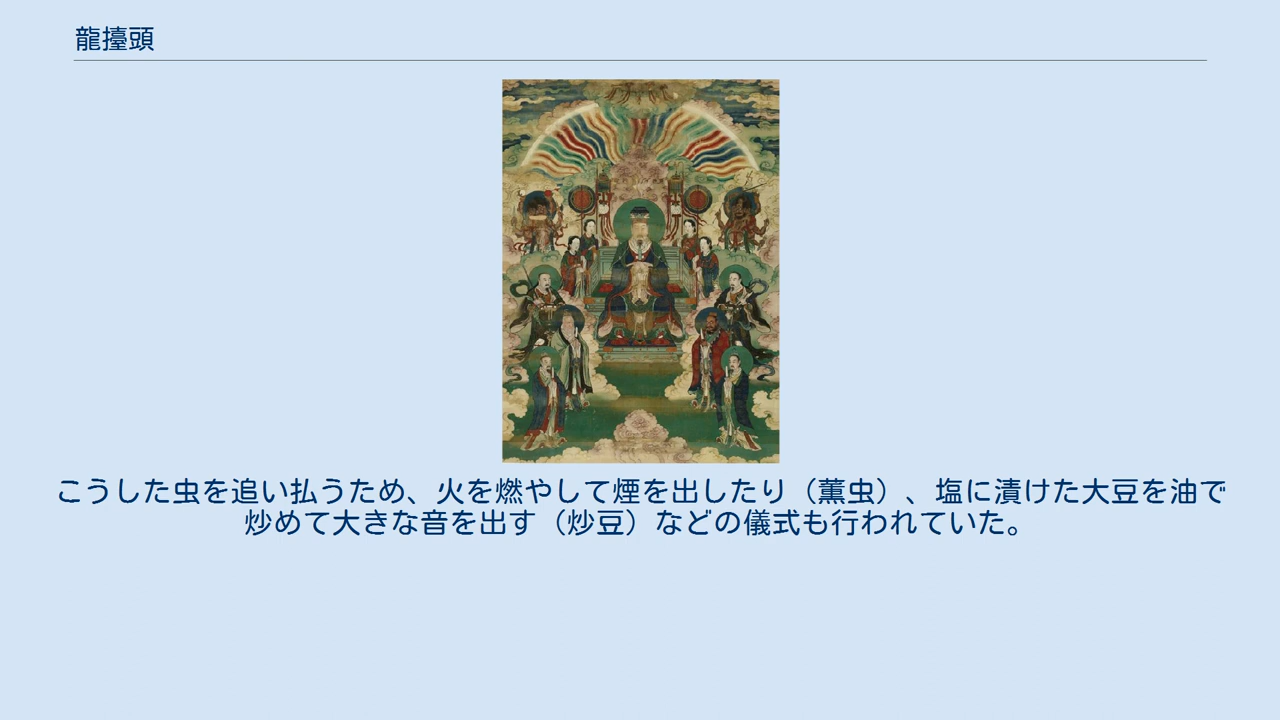 龍擡頭
こうした虫を追い払うため、火を燃やして煙を出したり（薫虫）、塩に漬けた大豆を油で
炒めて大きな音を出す（炒豆）などの儀式も行われていた。